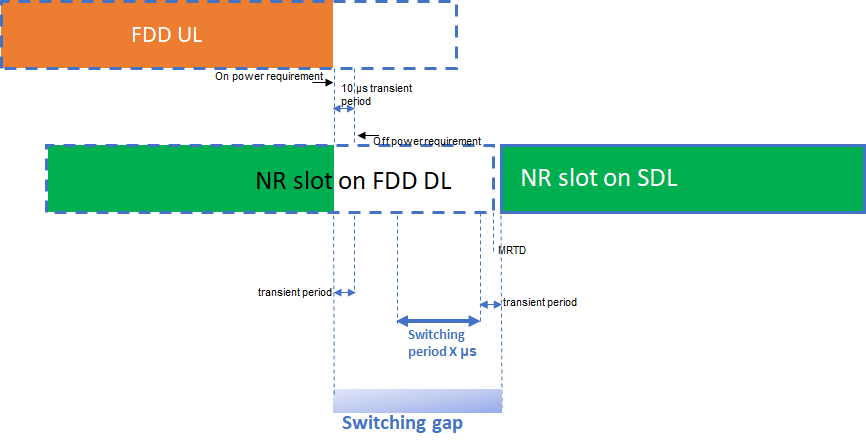 FDD UL
On power requirement
10 µs transient
period
Off power requirement
NR slot on FDD DL
NR slot on SDL
MRTD
transient period
transient period
Switching
period X µs
Switching gap